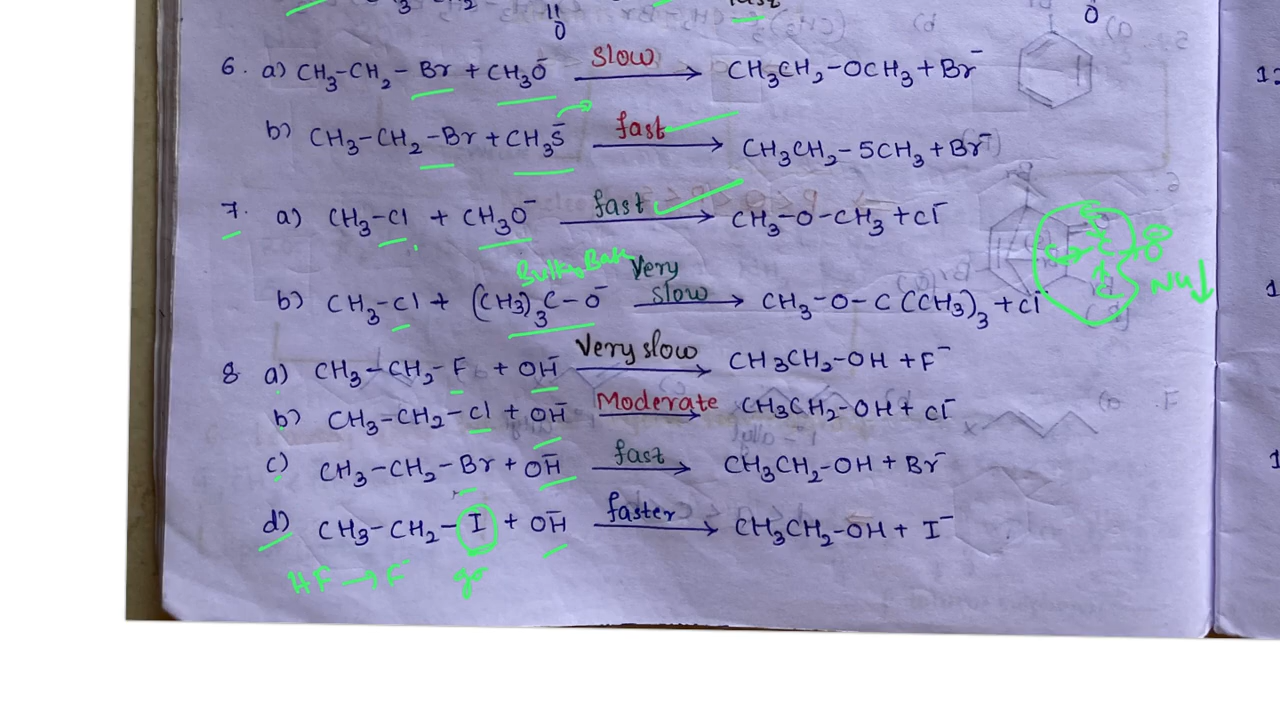 6. a) CH₃-CH₂-Br + CH₃Ō slow → CH₃CH₂-OCH₃ + Br⁻
b) CH₃-CH₂-Br + CH₃S̄ fast → CH₃CH₂-SCH₃ + Br⁻
7. a) CH₃-Cl + CH₃O⁻ fast → CH₃-O-CH₃ + Cl⁻
Bulky Base
b) CH₃-Cl + (CH₃)₃C-O⁻ Very slow → CH₃-O-C(CH₃)₃ + Cl⁻
Nu↓
8 a) CH₃-CH₂-F + OH⁻ Very slow → CH₃CH₂-OH + F⁻
b) CH₃-CH₂-Cl + OH⁻ Moderate → CH₃CH₂-OH + Cl⁻
c) CH₃-CH₂-Br + OH⁻ fast → CH₃CH₂-OH + Br⁻
d) CH₃-CH₂-I + OH⁻ faster → CH₃CH₂-OH + I⁻
HF → F⁻